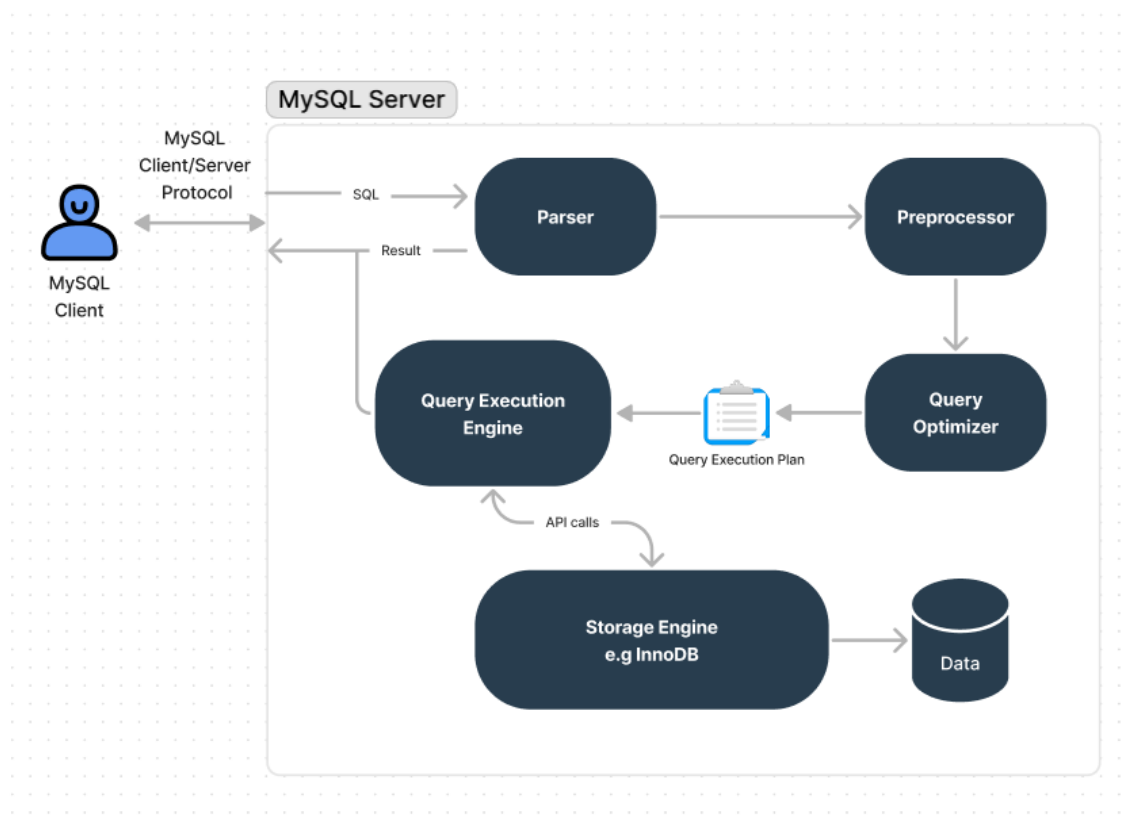 MySQL Server
MySQL
Client/Server
Protocol
MySQL
Client
SQL
Result
Parser
Preprocessor
Query
Optimizer
Query Execution Plan
Query Execution
Engine
API calls
Storage Engine
e.g InnoDB
Data